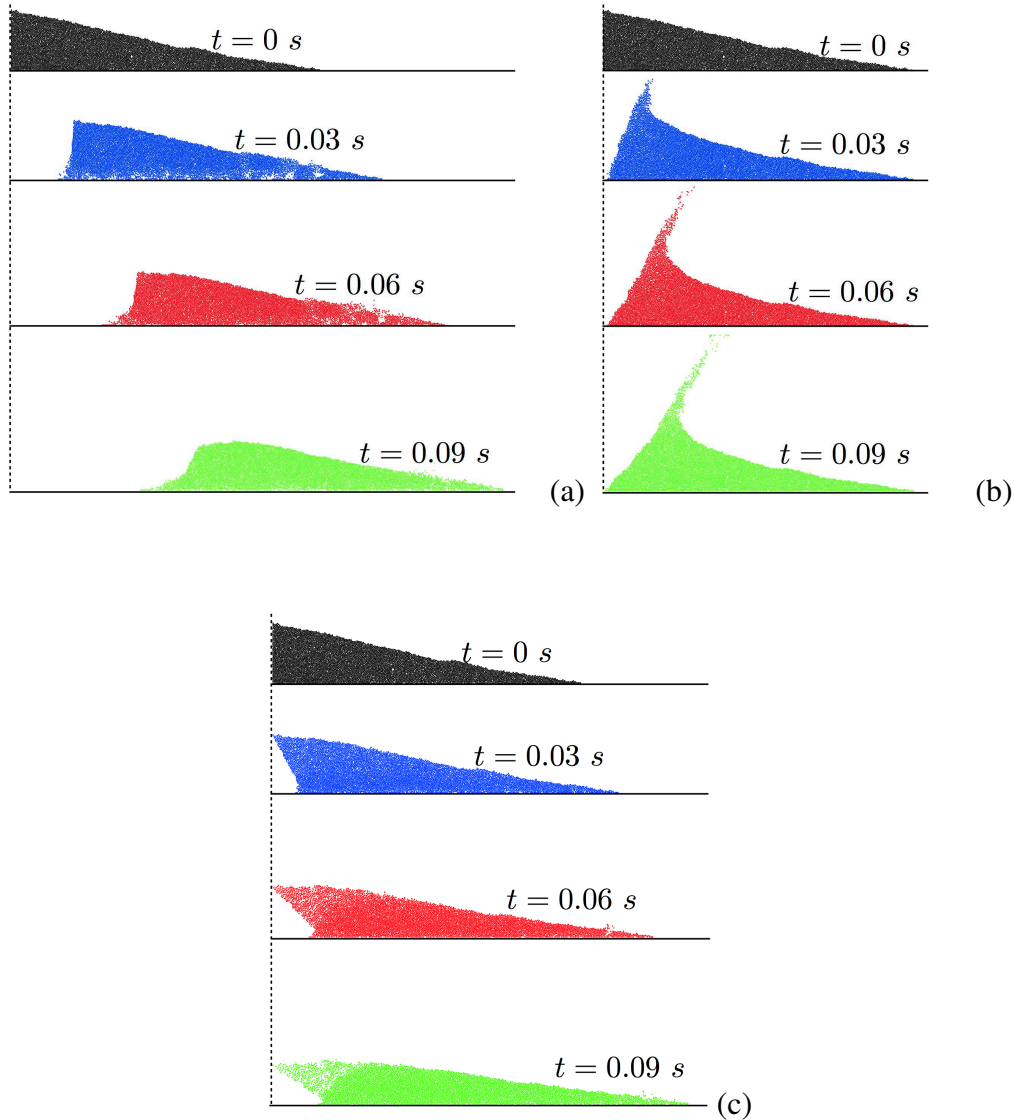 t = 0 s
t = 0.03 s
t = 0.06 s
t = 0.09 s
(a)
t = 0 s
t = 0.03 s
t = 0.06 s
t = 0.09 s
(b)
t = 0 s
t = 0.03 s
t = 0.06 s
t = 0.09 s
(c)